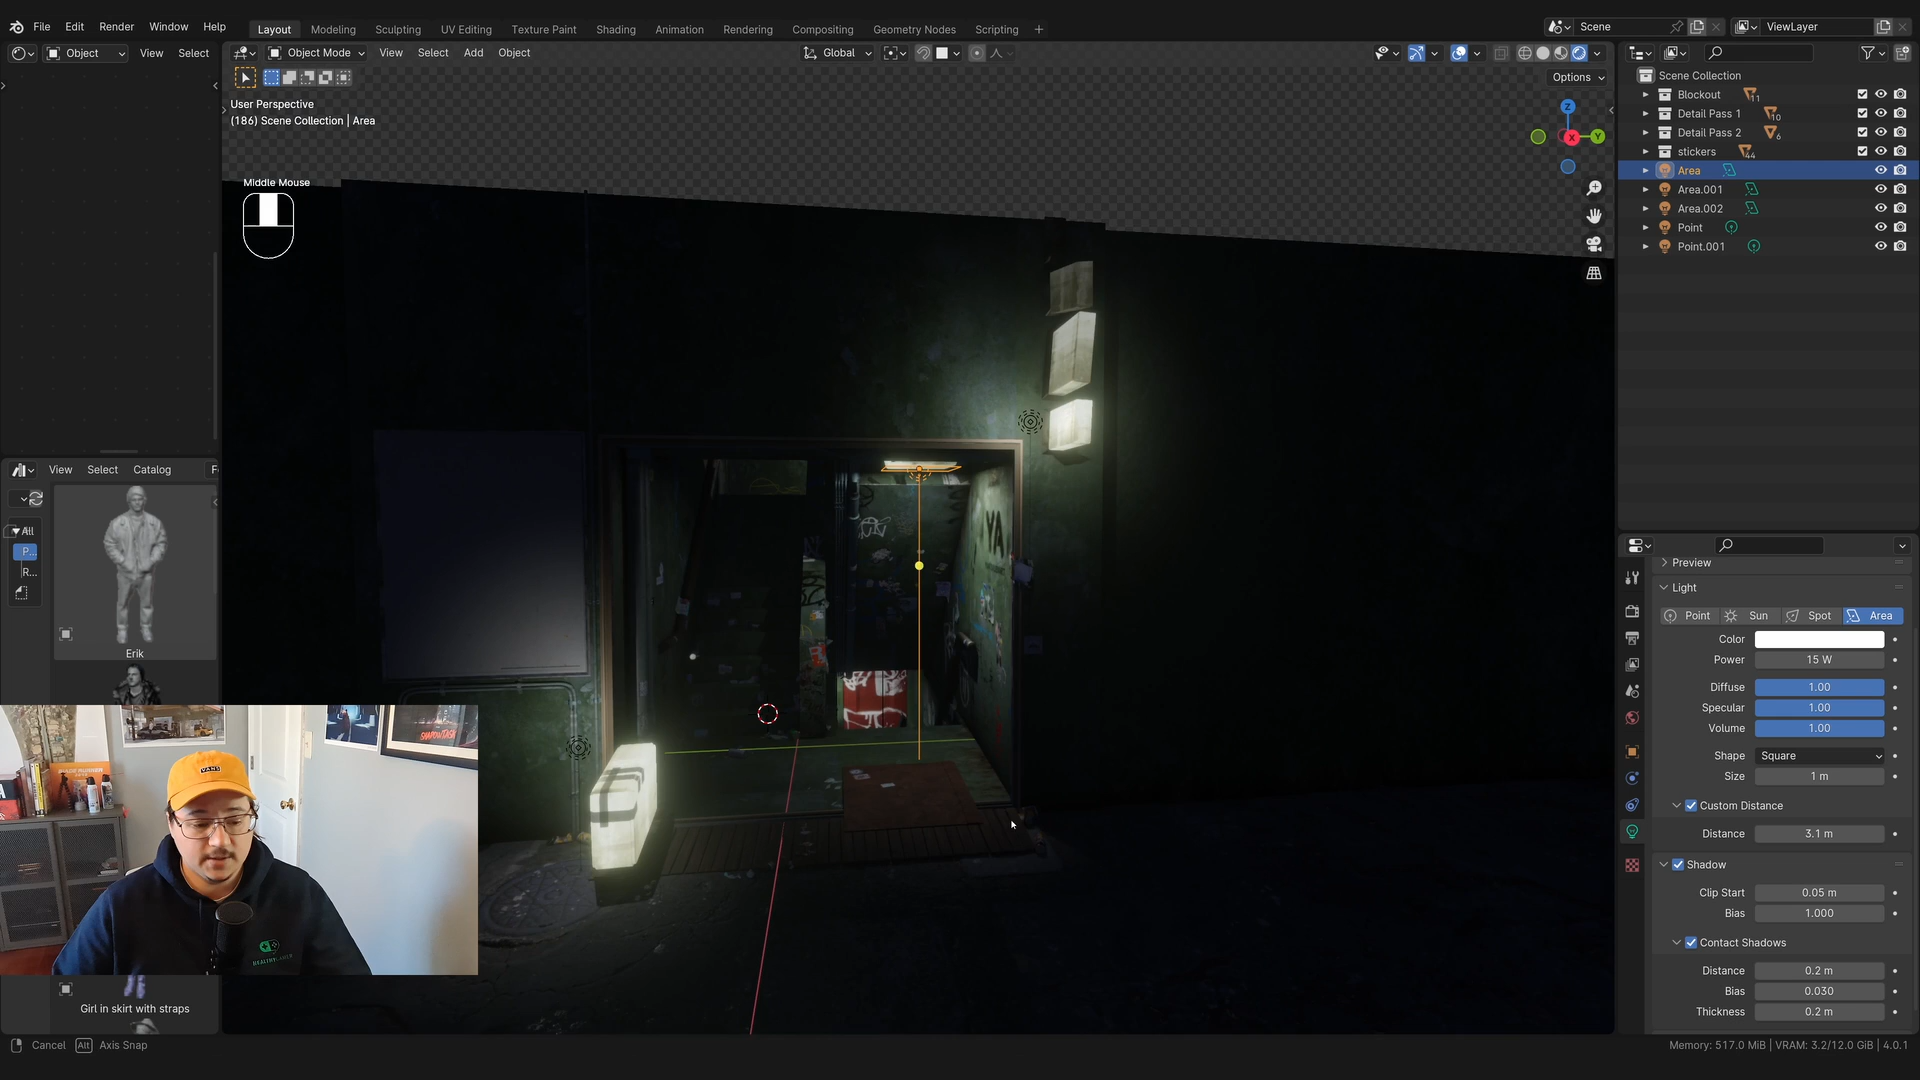 File Edit Render Window Help
Layout Modeling Sculpting UV Editing Texture Paint Shading Animation Rendering Compositing Geometry Nodes Scripting +
Scene
ViewLayer
Object View Select
Object Mode View Select Add Object
Global
Options
User Perspective
(186) Scene Collection | Area
Middle Mouse
Z
X
Y
YA
Scene Collection
Blockout 11
Detail Pass 1 10
Detail Pass 2 6
stickers 44
Area
Area.001
Area.002
Point
Point.001
View Select Catalog F
All
P...
R...
Erik
Girl in skirt with straps
VANS
Preview
Light
Point Sun Spot Area
Color
Power 15 W
Diffuse 1.00
Specular 1.00
Volume 1.00
Shape Square
Size 1 m
Custom Distance
Distance 3.1 m
Shadow
Clip Start 0.05 m
Bias 1.000
Contact Shadows
Distance 0.2 m
Bias 0.030
Thickness 0.2 m
Cancel Alt Axis Snap
Memory: 517.0 MiB | VRAM: 3.2/12.0 GiB | 4.0.1